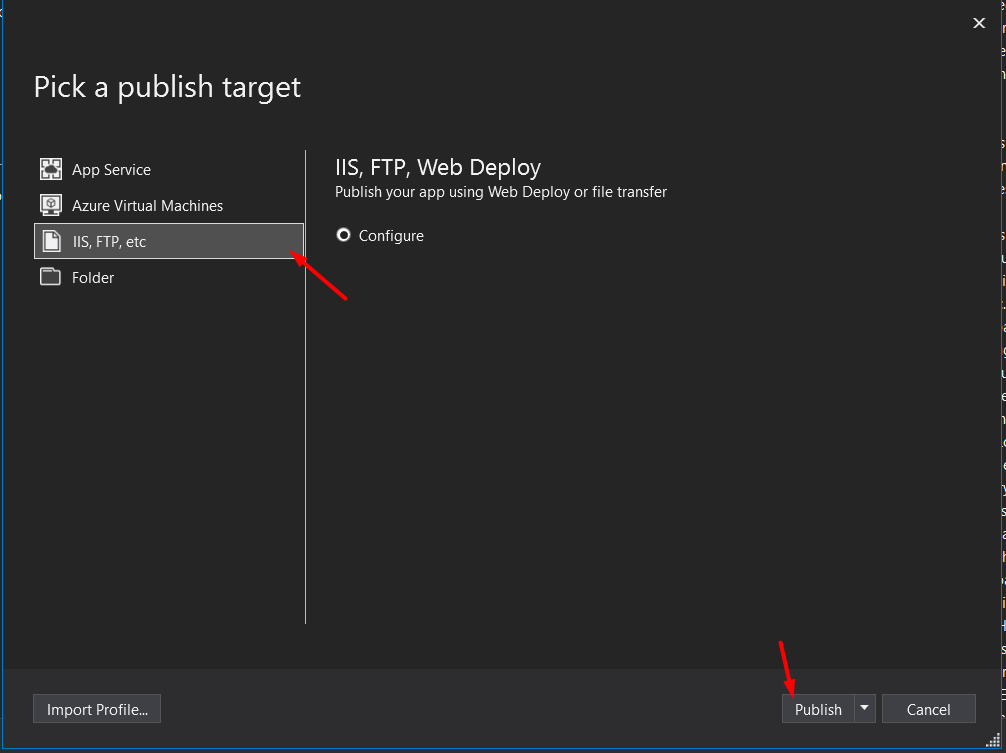 Pick a publish target
App Service
Azure Virtual Machines
IIS, FTP, etc
Folder
IIS, FTP, Web Deploy
Publish your app using Web Deploy or file transfer
Configure
Import Profile...
Publish
Cancel